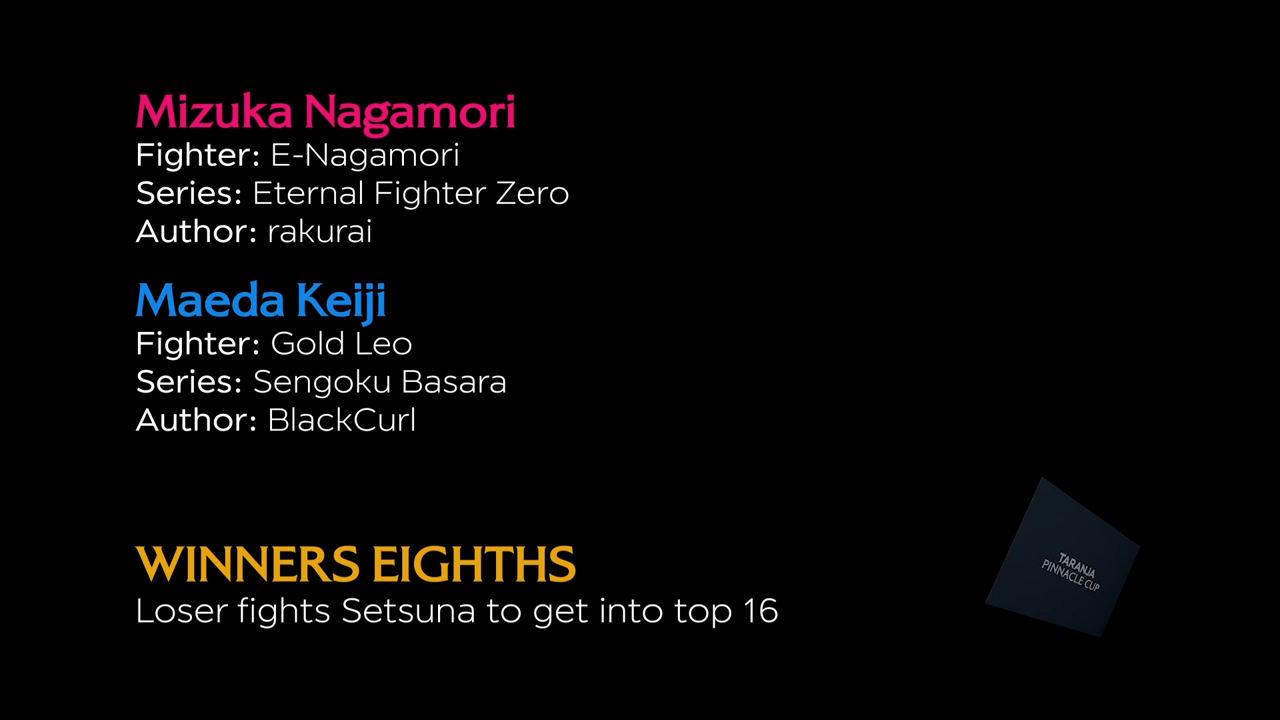 Mizuka Nagamori
Fighter: E-Nagamori
Series: Eternal Fighter Zero
Author: rakurai
Maeda Keiji
Fighter: Gold Leo
Series: Sengoku Basara
Author: BlackCurl
WINNERS EIGHTHS
Loser fights Setsuna to get into top 16
TARANJA
PINNACLE CUP